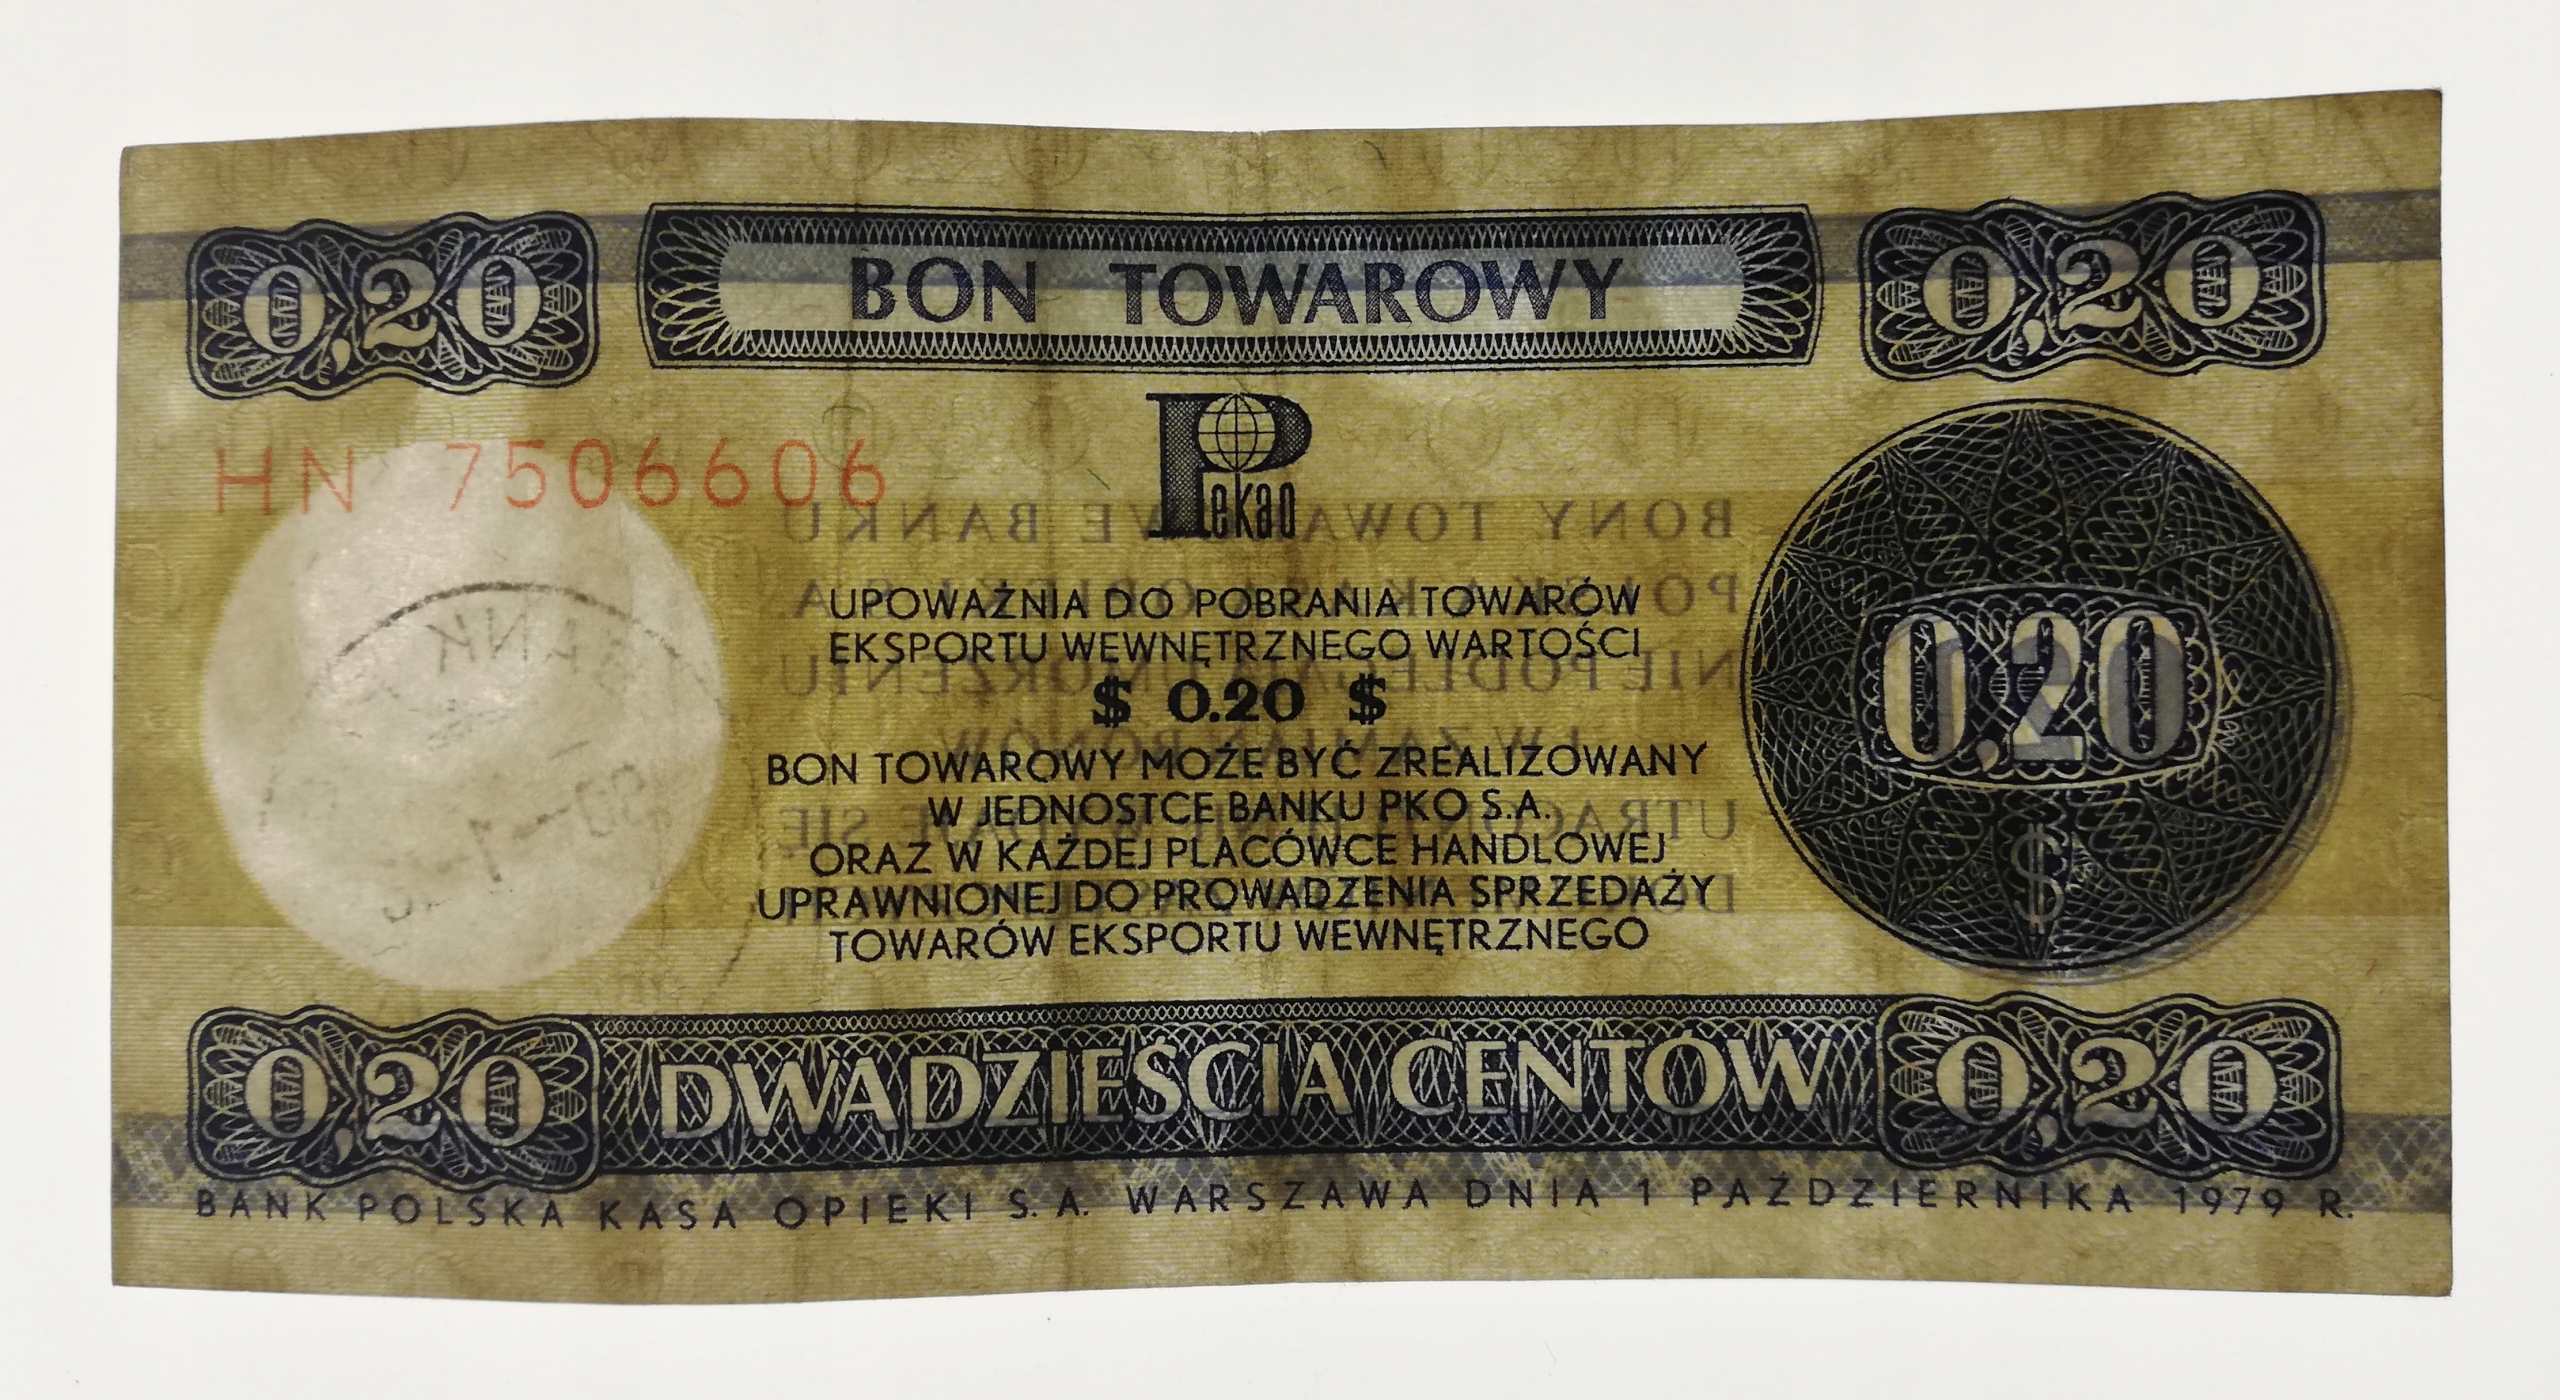 0,20 BON TOWAROWY 0,20
Pekao
HN 7506606
UPOWAŻNIA DO POBRANIA TOWARÓW
EKSPORTU WEWNĘTRZNEGO WARTOŚCI
$ 0.20 $
0,20
$
BON TOWAROWY MOŻE BYĆ ZREALIZOWANY
W JEDNOSTCE BANKU PKO S.A.
ORAZ W KAŻDEJ PLACÓWCE HANDLOWEJ
UPRAWNIONEJ DO PROWADZENIA SPRZEDAŻY
TOWARÓW EKSPORTU WEWNĘTRZNEGO
0,20 DWADZIEŚCIA CENTÓW 0,20
BANK POLSKA KASA OPIEKI S.A. WARSZAWA DNIA 1 PAŹDZIERNIKA 1979 R.